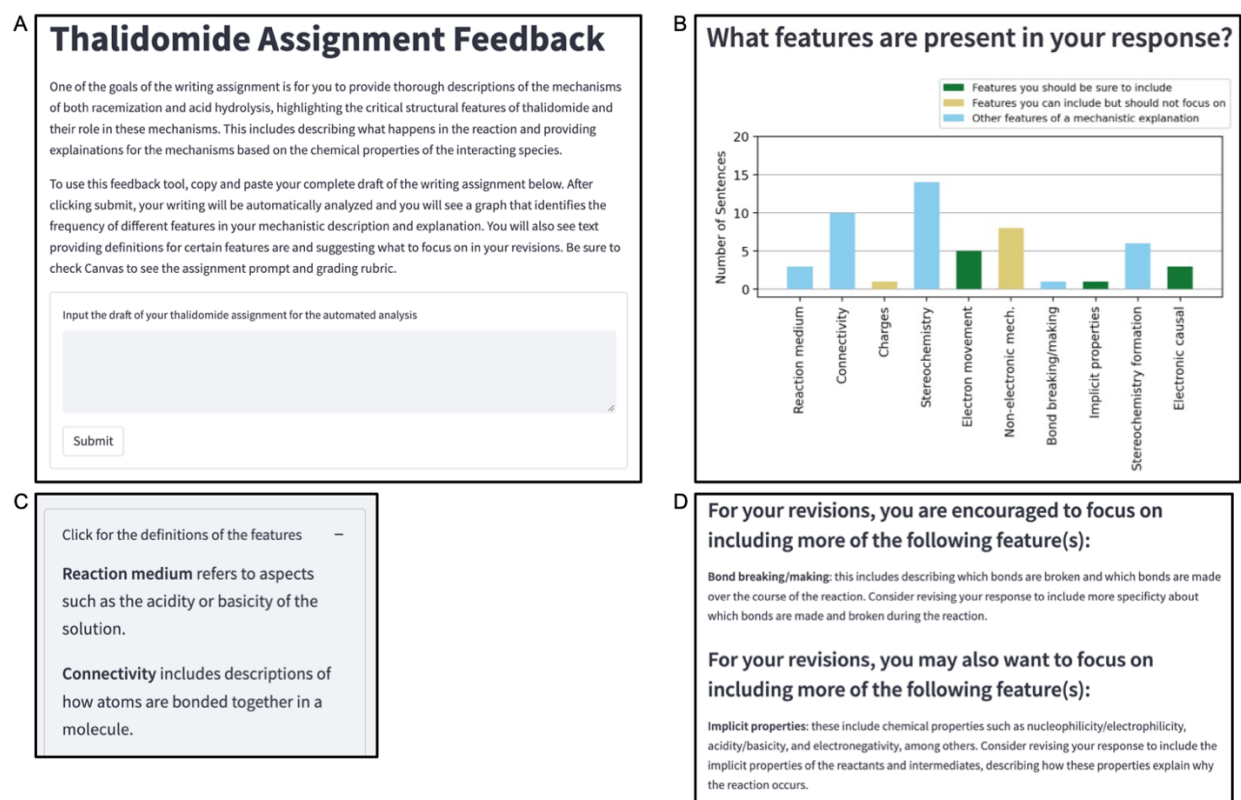 A
Thalidomide Assignment Feedback
One of the goals of the writing assignment is for you to provide thorough descriptions of the mechanisms
of both racemization and acid hydrolysis, highlighting the critical structural features of thalidomide and
their role in these mechanisms. This includes describing what happens in the reaction and providing
explainations for the mechanisms based on the chemical properties of the interacting species.
To use this feedback tool, copy and paste your complete draft of the writing assignment below. After
clicking submit, your writing will be automatically analyzed and you will see a graph that identifies the
frequency of different features in your mechanistic description and explanation. You will also see text
providing definitions for certain features are and suggesting what to focus on in your revisions. Be sure to
check Canvas to see the assignment prompt and grading rubric.
Input the draft of your thalidomide assignment for the automated analysis
Submit
B
What features are present in your response?
Features you should be sure to include
Features you can include but should not focus on
Other features of a mechanistic explanation
Number of Sentences
20
15
10
5
0
Reaction medium
Connectivity
Charges
Stereochemistry
Electron movement
Non-electronic mech.
Bond breaking/making
Implicit properties
Stereochemistry formation
Electronic causal
C
Click for the definitions of the features −
Reaction medium refers to aspects
such as the acidity or basicity of the
solution.
Connectivity includes descriptions of
how atoms are bonded together in a
molecule.
D
For your revisions, you are encouraged to focus on
including more of the following feature(s):
Bond breaking/making: this includes describing which bonds are broken and which bonds are made
over the course of the reaction. Consider revising your response to include more specificty about
which bonds are made and broken during the reaction.
For your revisions, you may also want to focus on
including more of the following feature(s):
Implicit properties: these include chemical properties such as nucleophilicity/electrophilicity,
acidity/basicity, and electronegativity, among others. Consider revising your response to include the
implicit properties of the reactants and intermediates, describing how these properties explain why
the reaction occurs.